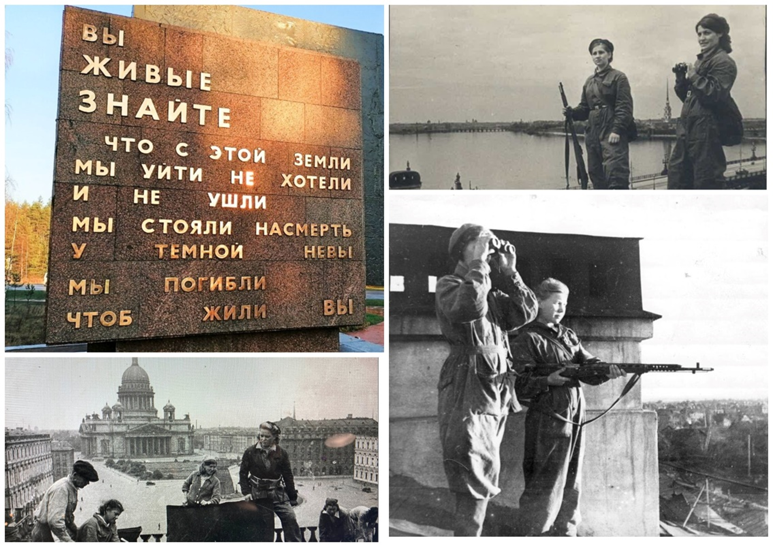 ВЫ
ЖИВЫЕ
ЗНАЙТЕ
ЧТО С ЭТОЙ ЗЕМЛИ
МЫ УЙТИ НЕ ХОТЕЛИ
И НЕ УШЛИ
МЫ СТОЯЛИ НАСМЕРТЬ
У ТЕМНОЙ НЕВЫ
МЫ ПОГИБЛИ
ЧТОБ ЖИЛИ ВЫ